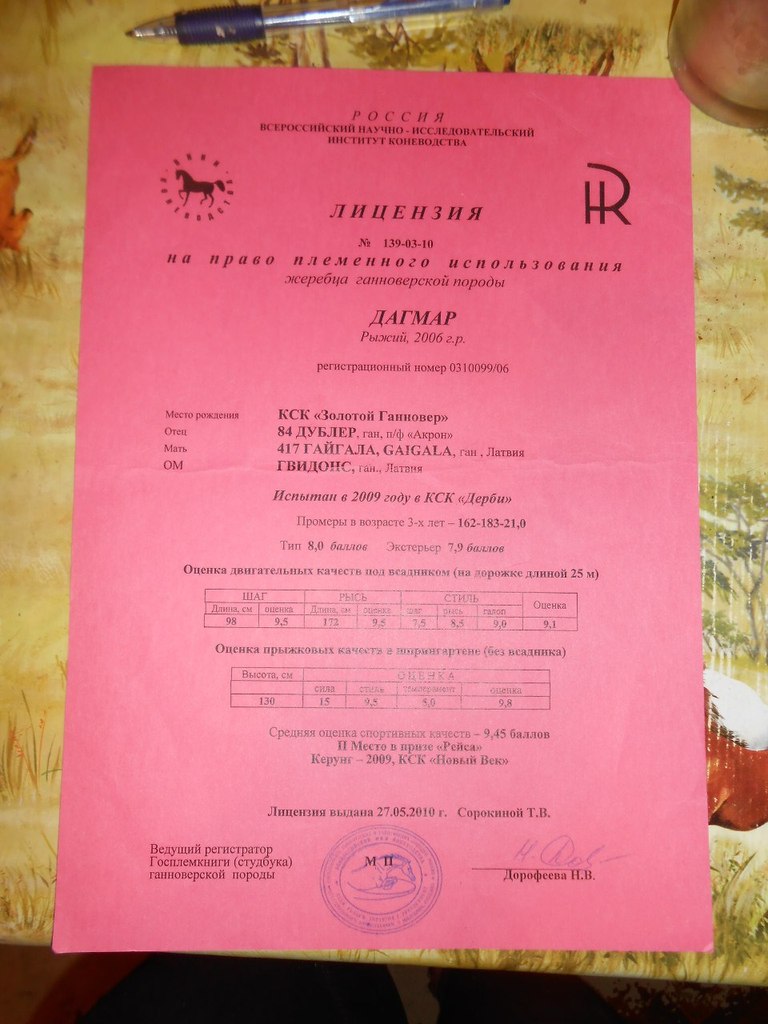 РОССИЯ
ВСЕРОССИЙСКИЙ НАУЧНО - ИССЛЕДОВАТЕЛЬСКИЙ
ИНСТИТУТ КОНЕВОДСТВА
ВНИИ КОНЕВОДСТВА
HR
ЛИЦЕНЗИЯ
№ 139-03-10
на право племенного использования
жеребца ганноверской породы
ДАГМАР
Рыжий, 2006 г.р.
регистрационный номер 0310099/06
Место рождения КСК «Золотой Ганновер»
Отец 84 ДУБЛЕР, ган, п/ф «Акрон»
Мать 417 ГАЙГАЛА, GAIGALA, ган , Латвия
ОМ ГВИДОНС, ган., Латвия
Испытан в 2009 году в КСК «Дерби»
Промеры в возрасте 3-х лет – 162-183-21,0
Тип 8,0 баллов Экстерьер 7,9 баллов
Оценка двигательных качеств под всадником (на дорожке длиной 25 м)
ШАГ РЫСЬ СТИЛЬ Оценка
Длина, см оценка Длина, см оценка шаг рысь галоп
98 9,5 172 9,5 7,5 8,5 9,0 9,1
Оценка прыжковых качеств в шпрингартене (без всадника)
Высота, см ОЦЕНКА
сила стиль темперамент оценка
130 15 9,5 5,0 9,8
Средняя оценка спортивных качеств – 9,45 баллов
II Место в призе «Рейса»
Керунг – 2009, КСК «Новый Век»
Лицензия выдана 27.05.2010 г. Сорокиной Т.В.
Ведущий регистратор
Госплемкниги (студбука)
ганноверской породы
М П
Дорофеева Н.В.